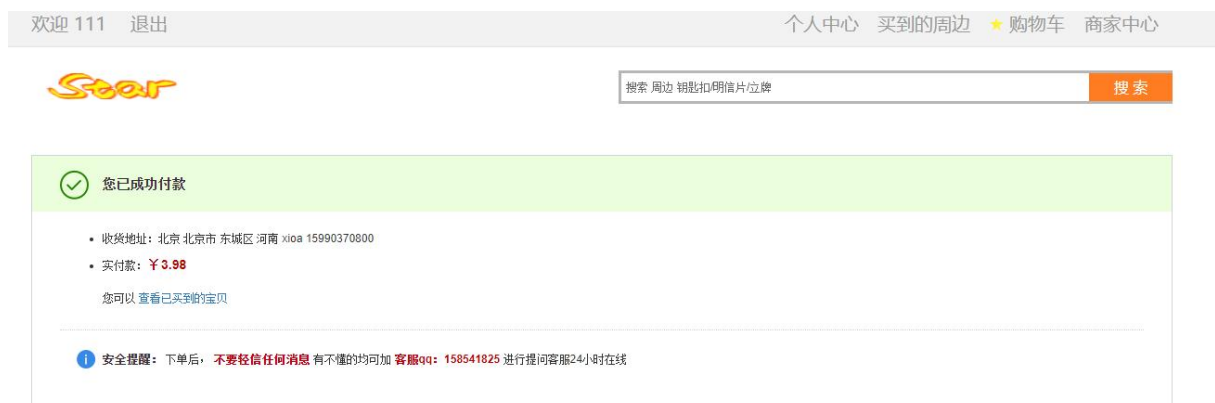 欢迎 111 退出 个人中心 买到的周边 ★ 购物车 商家中心
Star 搜索 周边 钥匙扣/明信片/立牌 搜 索
您已成功付款
• 收货地址：北京 北京市 东城区 河南 xioa 15990370800
• 实付款：￥3.98
您可以 查看已买到的宝贝
安全提醒：下单后，不要轻信任何消息 有不懂的均可加 客服qq：158541825 进行提问客服24小时在线